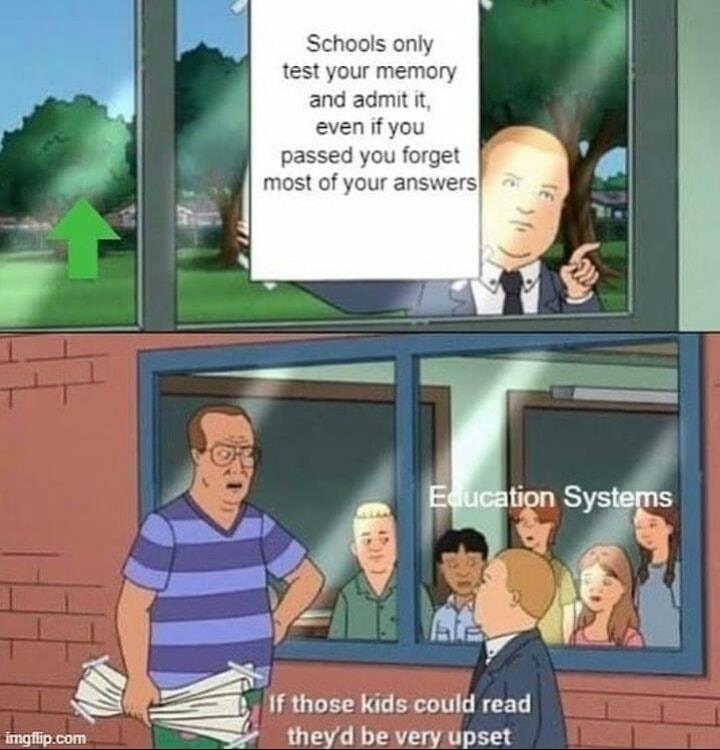 Schools only
test your memory
and admit it,
even if you
passed you forget
most of your answers
Education Systems
If those kids could read
they'd be very upset
imgflip.com